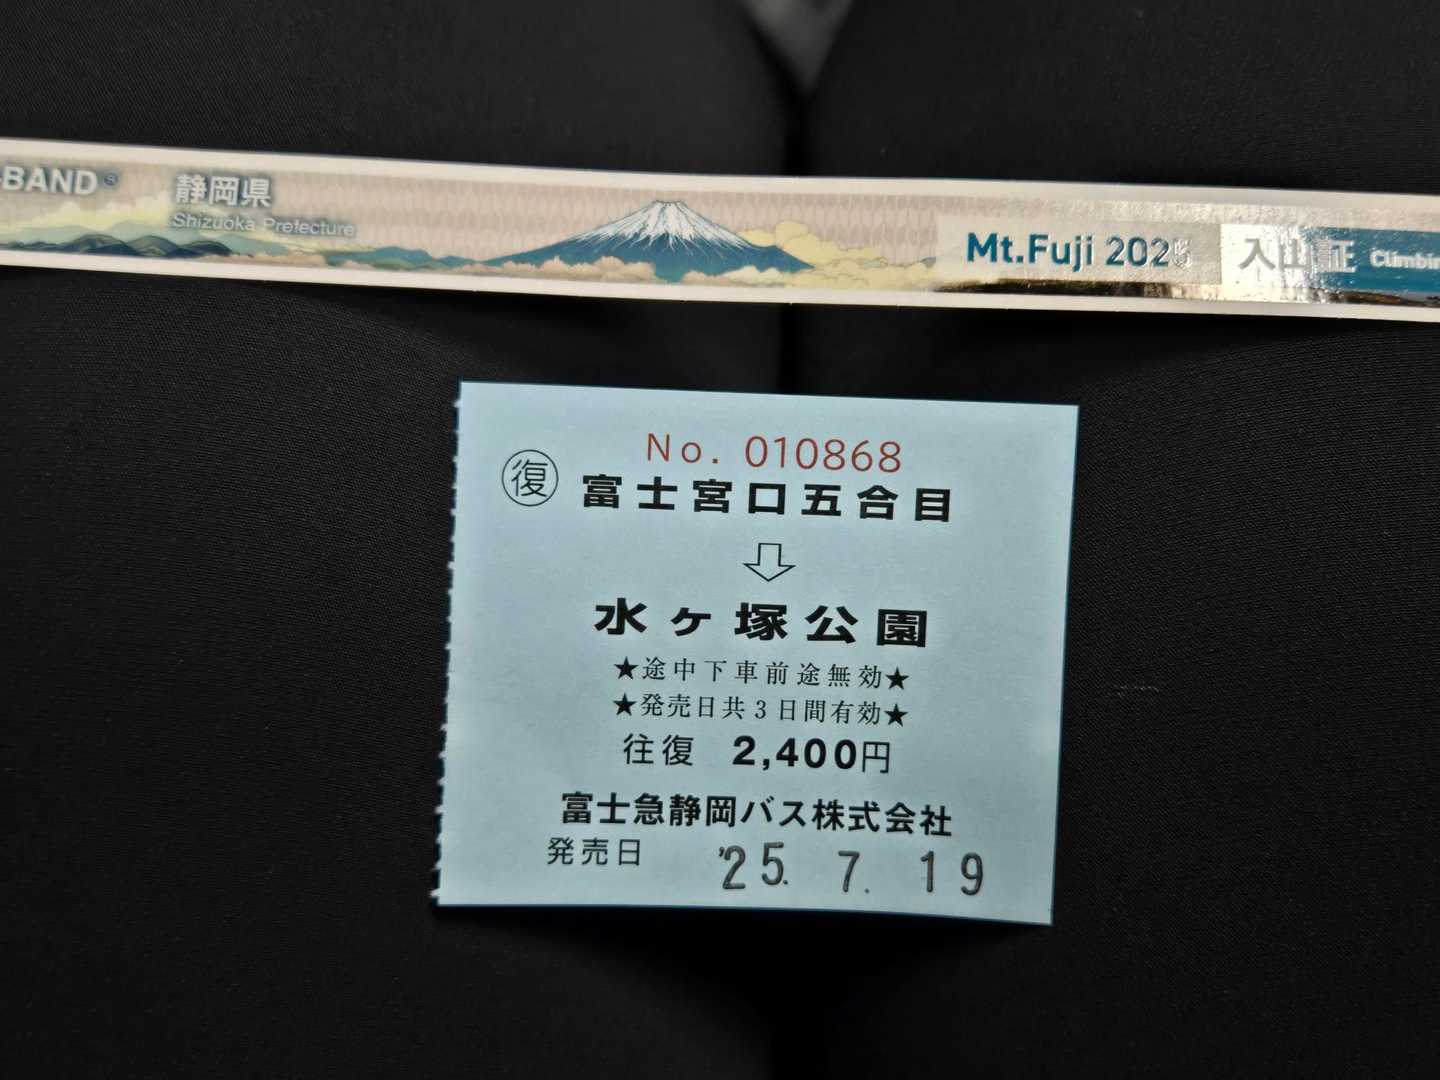 -BAND®
静岡県
Shizuoka Prefecture
Mt.Fuji 2025
入山証 Climbin
No. 010868
復 富士宮口五合目
⇩
水ヶ塚公園
★途中下車前途無効★
★発売日共3日間有効★
往復 2,400円
富士急静岡バス株式会社
発売日 '25. 7. 19